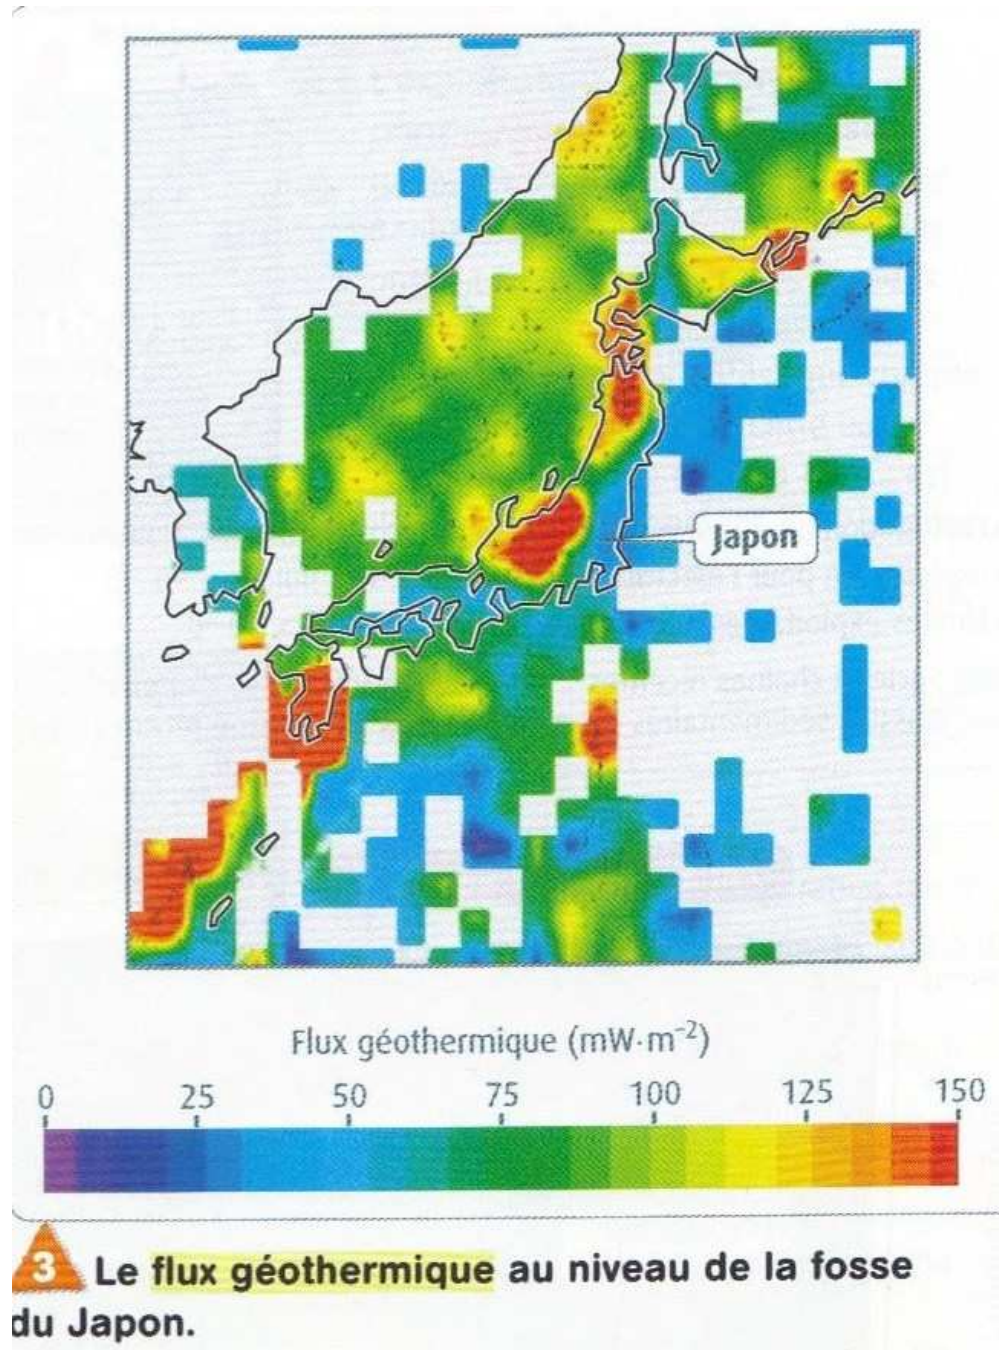 Japon
Flux géothermique (mW·m⁻²)
0 25 50 75 100 125 150
3 Le flux géothermique au niveau de la fosse
du Japon.